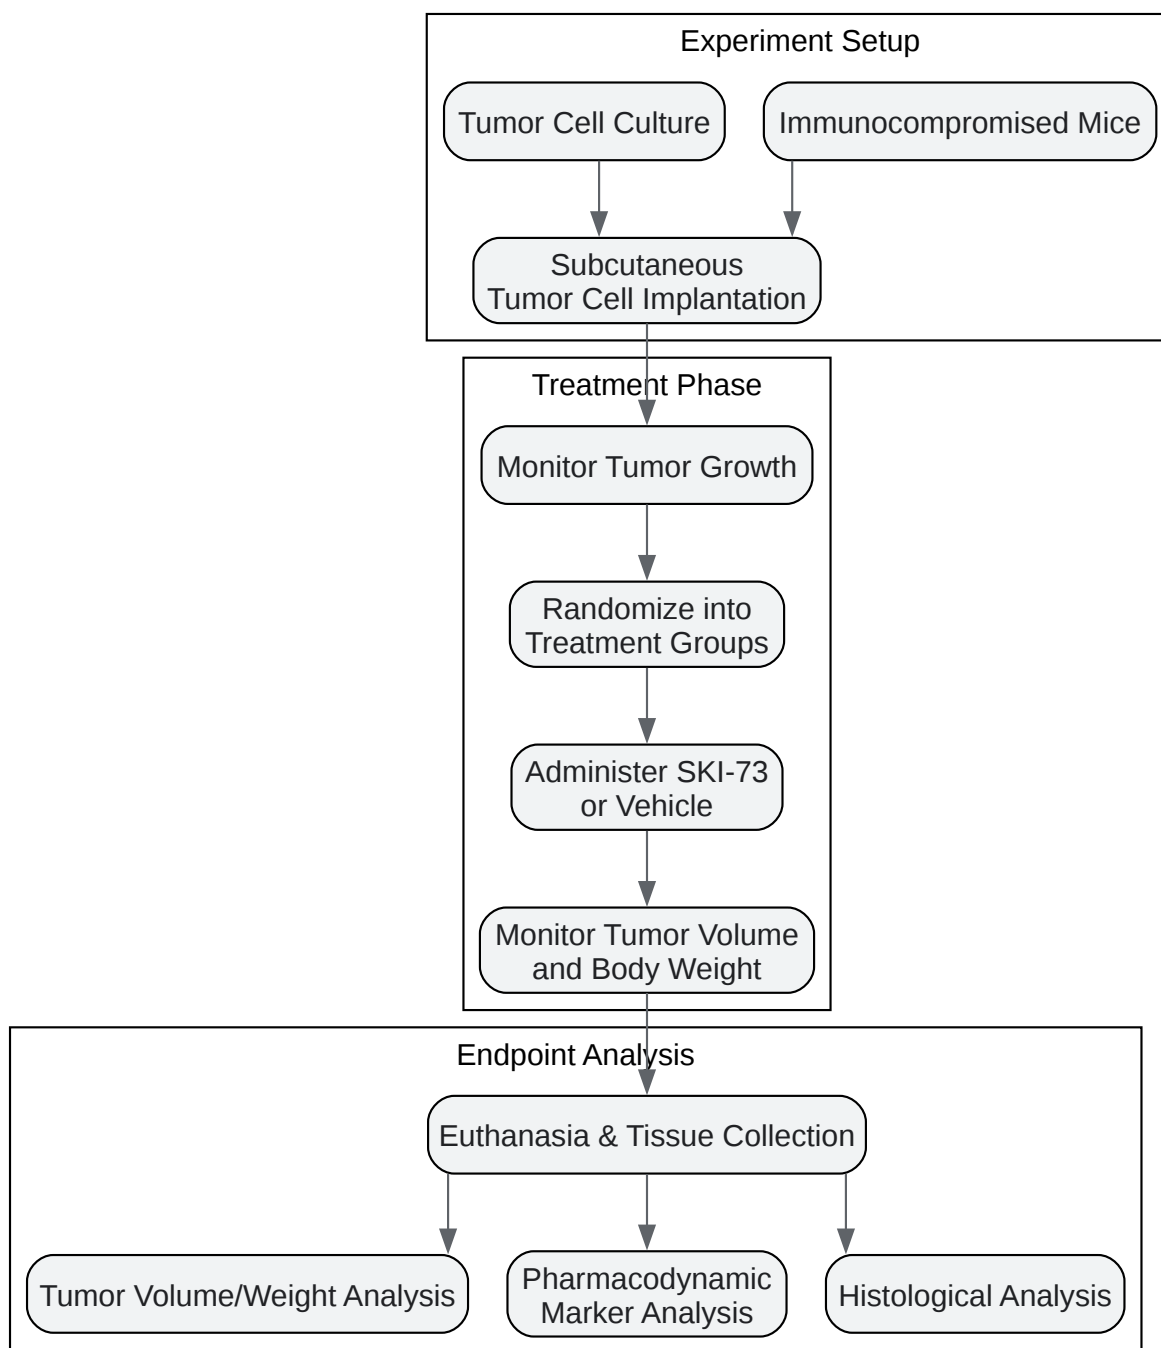 Experiment Setup
Tumor Cell Culture
Immunocompromised Mice
Subcutaneous
Tumor Cell Implantation
Treatment Phase
Monitor Tumor Growth
Randomize into
Treatment Groups
Administer SKI-73
or Vehicle
Monitor Tumor Volume
and Body Weight
Endpoint Analysis
Euthanasia & Tissue Collection
Tumor Volume/Weight Analysis
Pharmacodynamic
Marker Analysis
Histological Analysis